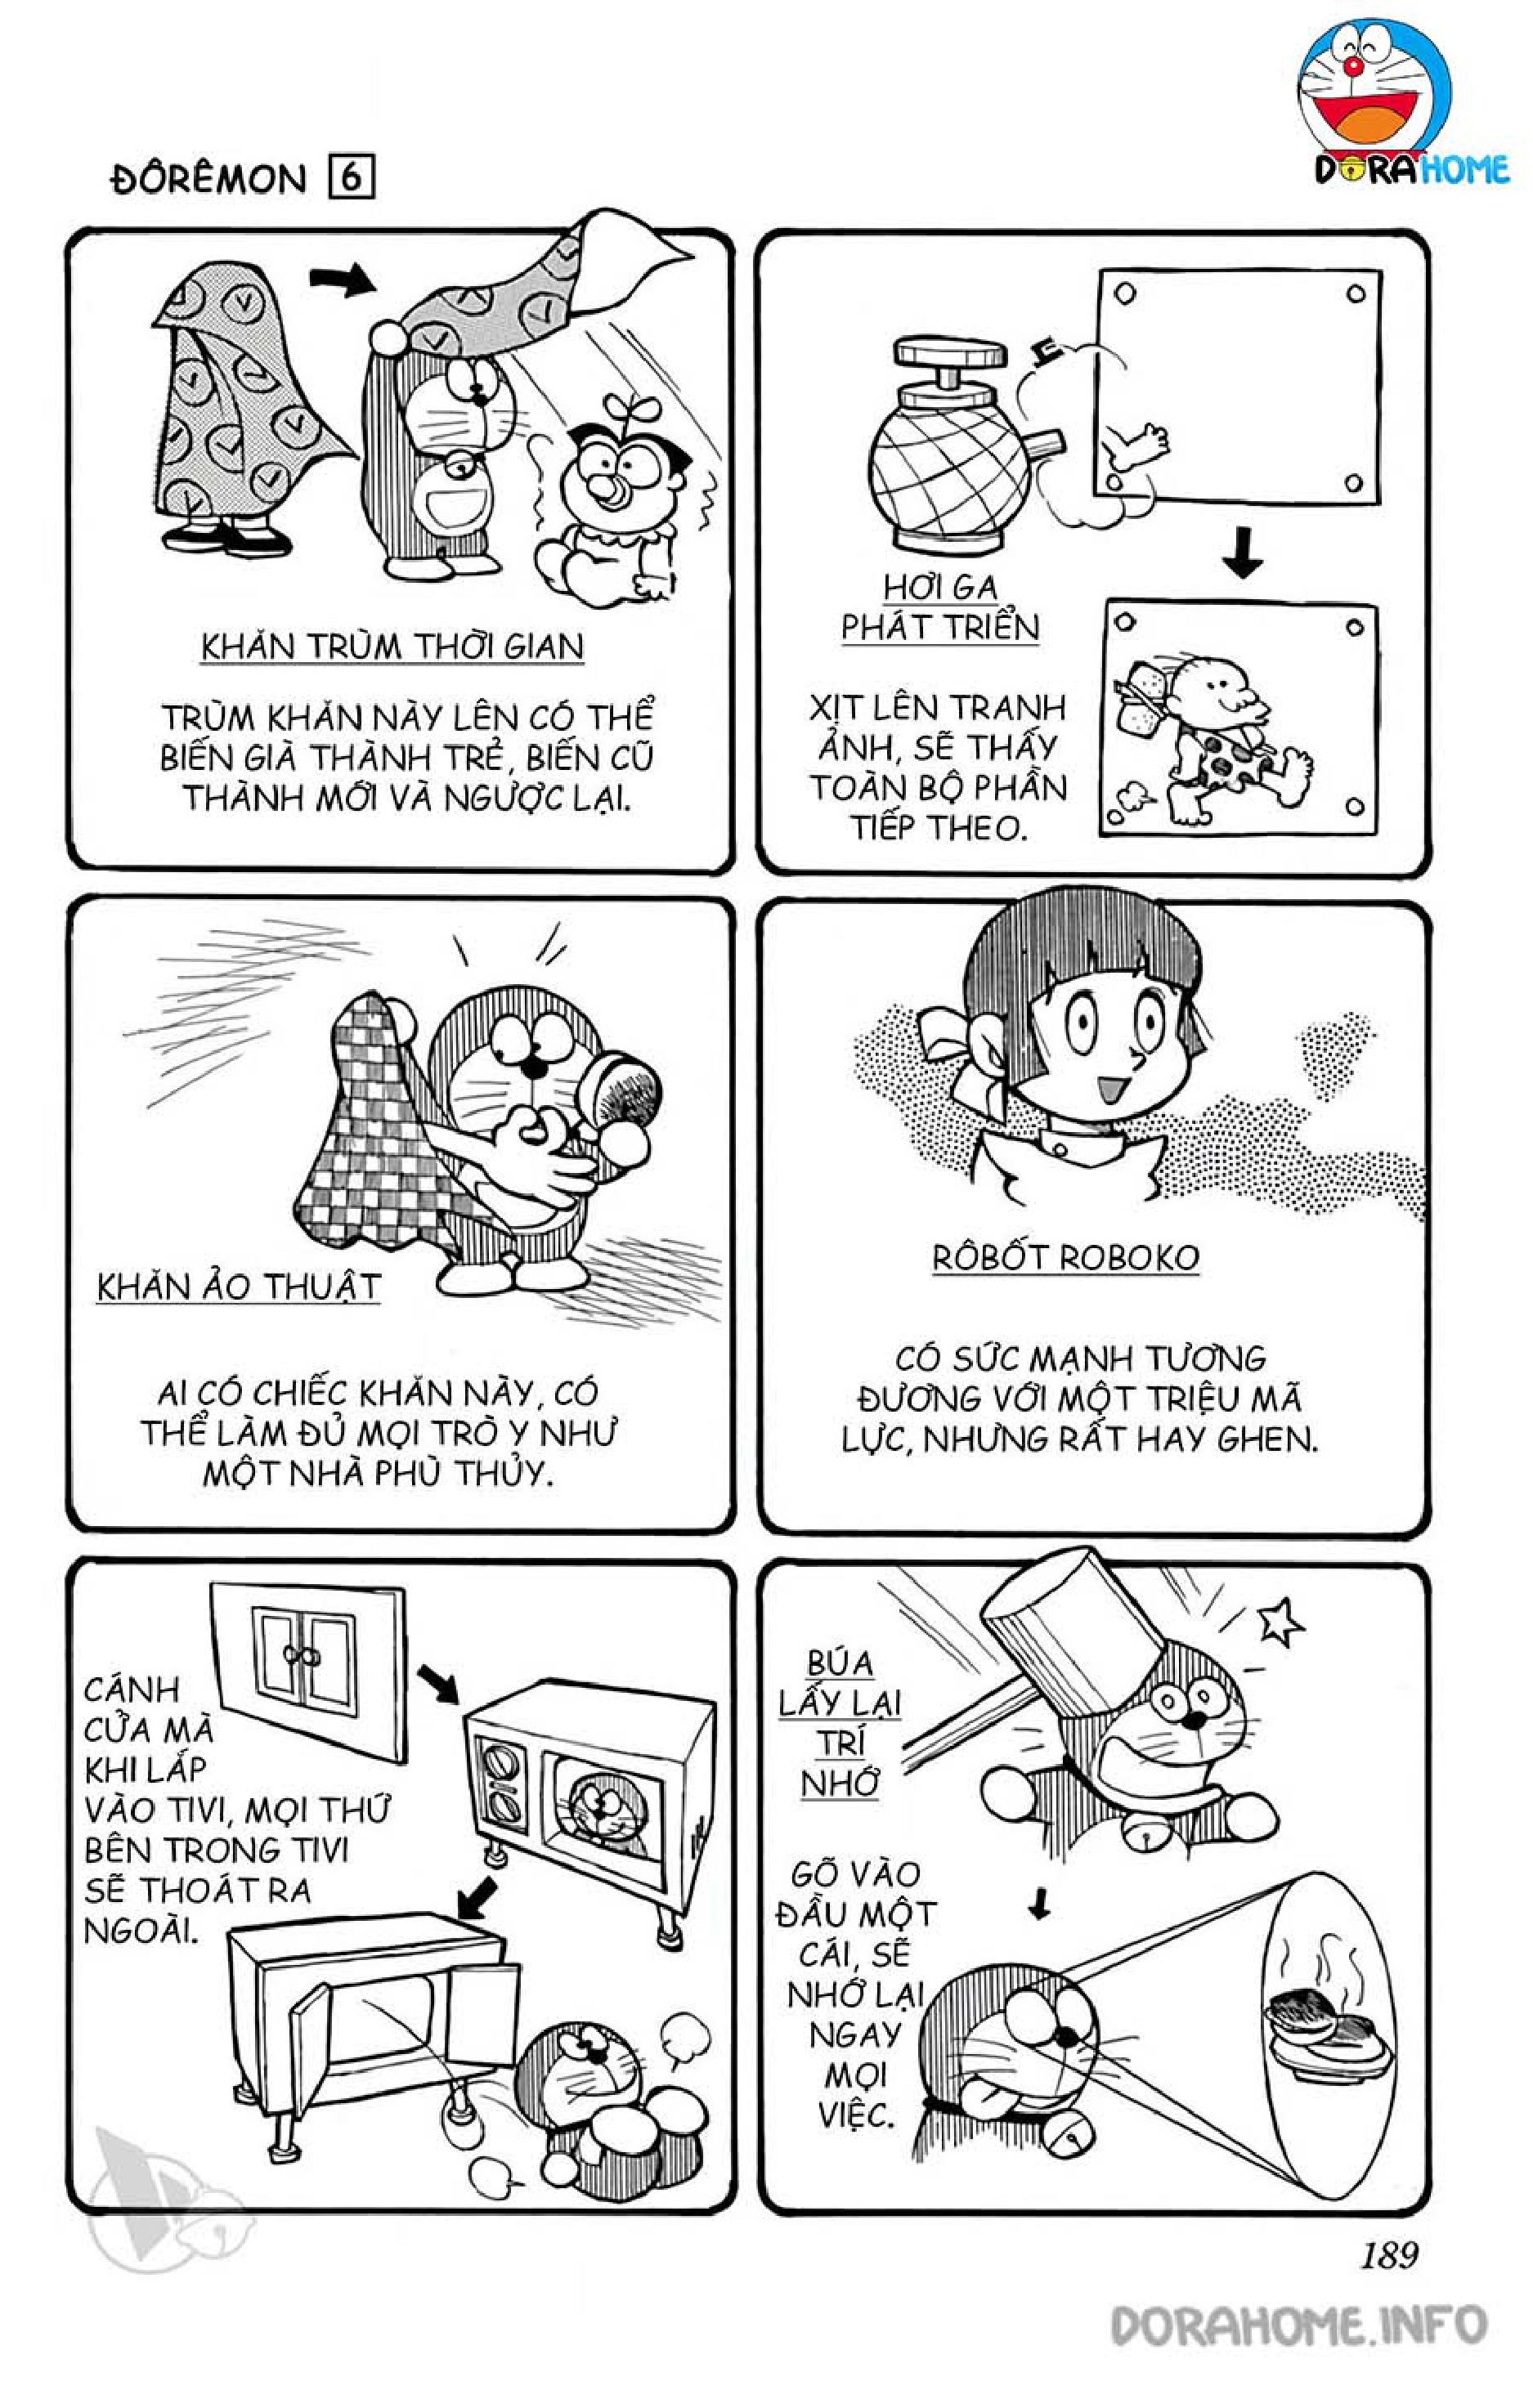 DORAHOME
ĐÔRÊMON 6
KHĂN TRÙM THỜI GIAN
TRÙM KHĂN NÀY LÊN CÓ THỂ
BIẾN GIÀ THÀNH TRẺ, BIẾN CŨ
THÀNH MỚI VÀ NGƯỢC LẠI.
HƠI GA
PHÁT TRIỂN
XỊT LÊN TRANH
ẢNH, SẼ THẤY
TOÀN BỘ PHẦN
TIẾP THEO.
KHĂN ẢO THUẬT
AI CÓ CHIẾC KHĂN NÀY, CÓ
THỂ LÀM ĐỦ MỌI TRÒ Y NHƯ
MỘT NHÀ PHÙ THỦY.
RÔBỐT ROBOKO
CÓ SỨC MẠNH TƯƠNG
ĐƯƠNG VỚI MỘT TRIỆU MÃ
LỰC, NHƯNG RẤT HAY GHEN.
CÁNH
CỬA MÀ
KHI LẮP
VÀO TIVI, MỌI THỨ
BÊN TRONG TIVI
SẼ THOÁT RA
NGOÀI.
BÚA
LẤY LẠI
TRÍ
NHỚ
GÕ VÀO
ĐẦU MỘT
CÁI, SẼ
NHỚ LẠI
NGAY
MỌI
VIỆC.
189
DORAHOME.INFO